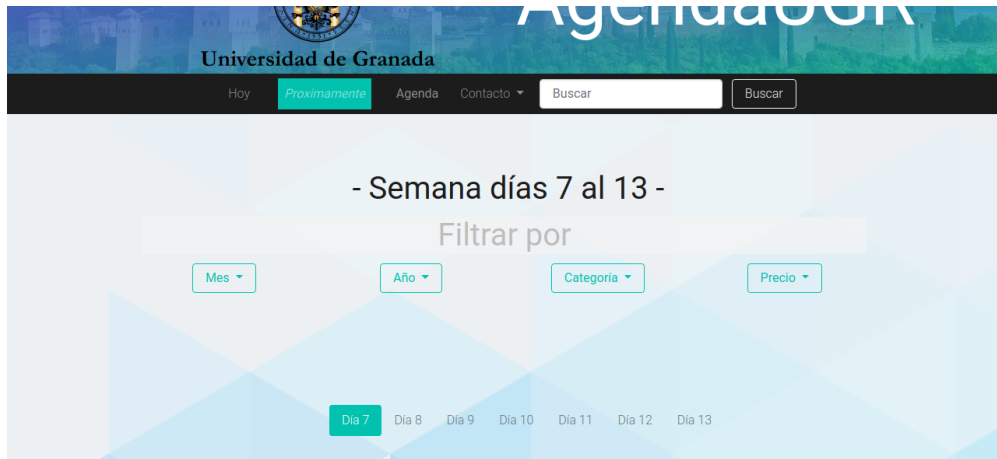 AgendaUGR
Universidad de Granada
Hoy Proximamente Agenda Contacto Buscar Buscar
- Semana días 7 al 13 -
Filtrar por
Mes Año Categoría Precio
Día 7 Día 8 Día 9 Día 10 Día 11 Día 12 Día 13